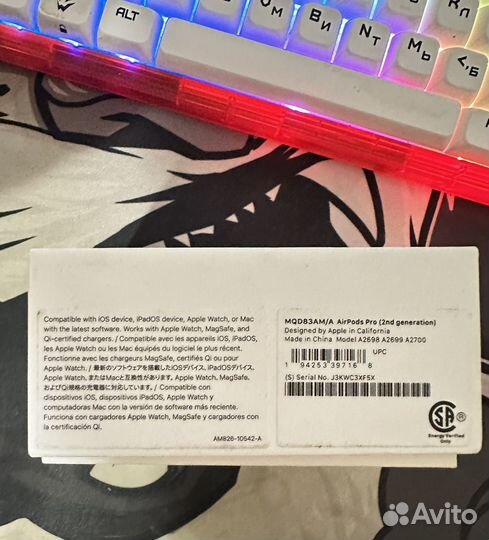 ALT
О
В И
N Т
М Ь
< , Б
К Л
Compatible with iOS device, iPadOS device, Apple Watch, or Mac
with the latest software. Works with Apple Watch, MagSafe, and
Qi-certified chargers. / Compatible avec les appareils iOS, iPadOS,
les Apple Watch ou les Mac équipés du logiciel le plus récent.
Fonctionne avec les chargeurs MagSafe, certifiés Qi ou pour Apple
Watch. / 最新のソフトウェアを搭載したiOSデバイス、iPadOSデバイス、
Apple Watch、またはMacと互換性があります。Apple Watch、MagSafe、
およびQi規格の充電器に対応しています。/ Compatible con
dispositivos iOS, dispositivos iPadOS, Apple Watch y
computadoras Mac con la versión de software más reciente.
Funciona con cargadores Apple Watch, MagSafe y cargadores con
la certificación Qi.
AM826-10542-A
MQD83AM/A AirPods Pro (2nd generation)
Designed by Apple in California
Made in China Model A2698 A2699 A2700
UPC
1 94253 39716 8
(S) Serial No. J3KWC3XF5X
SA
Energy Verified
Only
Avito